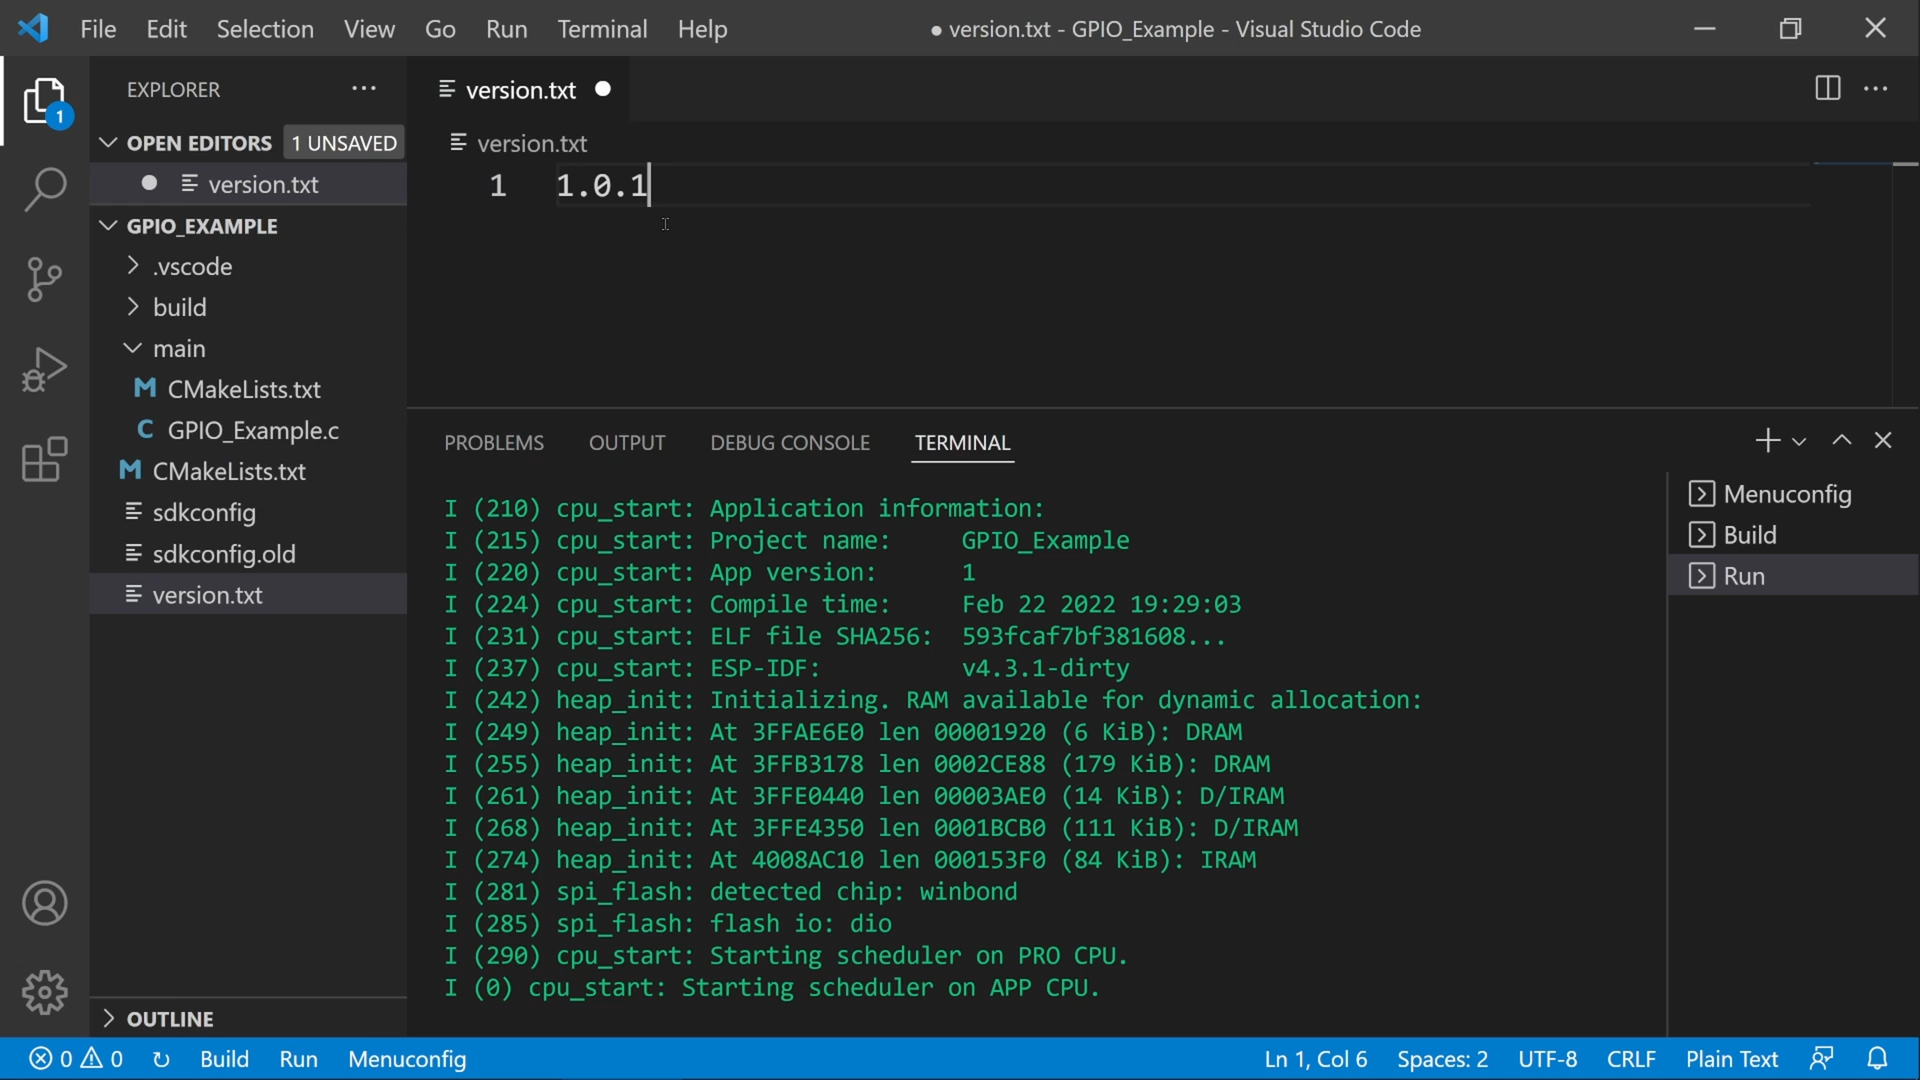 File Edit Selection View Go Run Terminal Help
● version.txt - GPIO_Example - Visual Studio Code
EXPLORER
1
OPEN EDITORS 1 UNSAVED
version.txt
GPIO_EXAMPLE
.vscode
build
main
M CMakeLists.txt
C GPIO_Example.c
M CMakeLists.txt
sdkconfig
sdkconfig.old
version.txt
OUTLINE
version.txt
version.txt
1 1.0.1
PROBLEMS OUTPUT DEBUG CONSOLE TERMINAL
I (210) cpu_start: Application information:
I (215) cpu_start: Project name: GPIO_Example
I (220) cpu_start: App version: 1
I (224) cpu_start: Compile time: Feb 22 2022 19:29:03
I (231) cpu_start: ELF file SHA256: 593fcaf7bf381608...
I (237) cpu_start: ESP-IDF: v4.3.1-dirty
I (242) heap_init: Initializing. RAM available for dynamic allocation:
I (249) heap_init: At 3FFAE6E0 len 00001920 (6 KiB): DRAM
I (255) heap_init: At 3FFB3178 len 0002CE88 (179 KiB): DRAM
I (261) heap_init: At 3FFE0440 len 00003AE0 (14 KiB): D/IRAM
I (268) heap_init: At 3FFE4350 len 0001BCB0 (111 KiB): D/IRAM
I (274) heap_init: At 4008AC10 len 000153F0 (84 KiB): IRAM
I (281) spi_flash: detected chip: winbond
I (285) spi_flash: flash io: dio
I (290) cpu_start: Starting scheduler on PRO CPU.
I (0) cpu_start: Starting scheduler on APP CPU.
Menuconfig
Build
Run
0 0 Build Run Menuconfig
Ln 1, Col 6 Spaces: 2 UTF-8 CRLF Plain Text